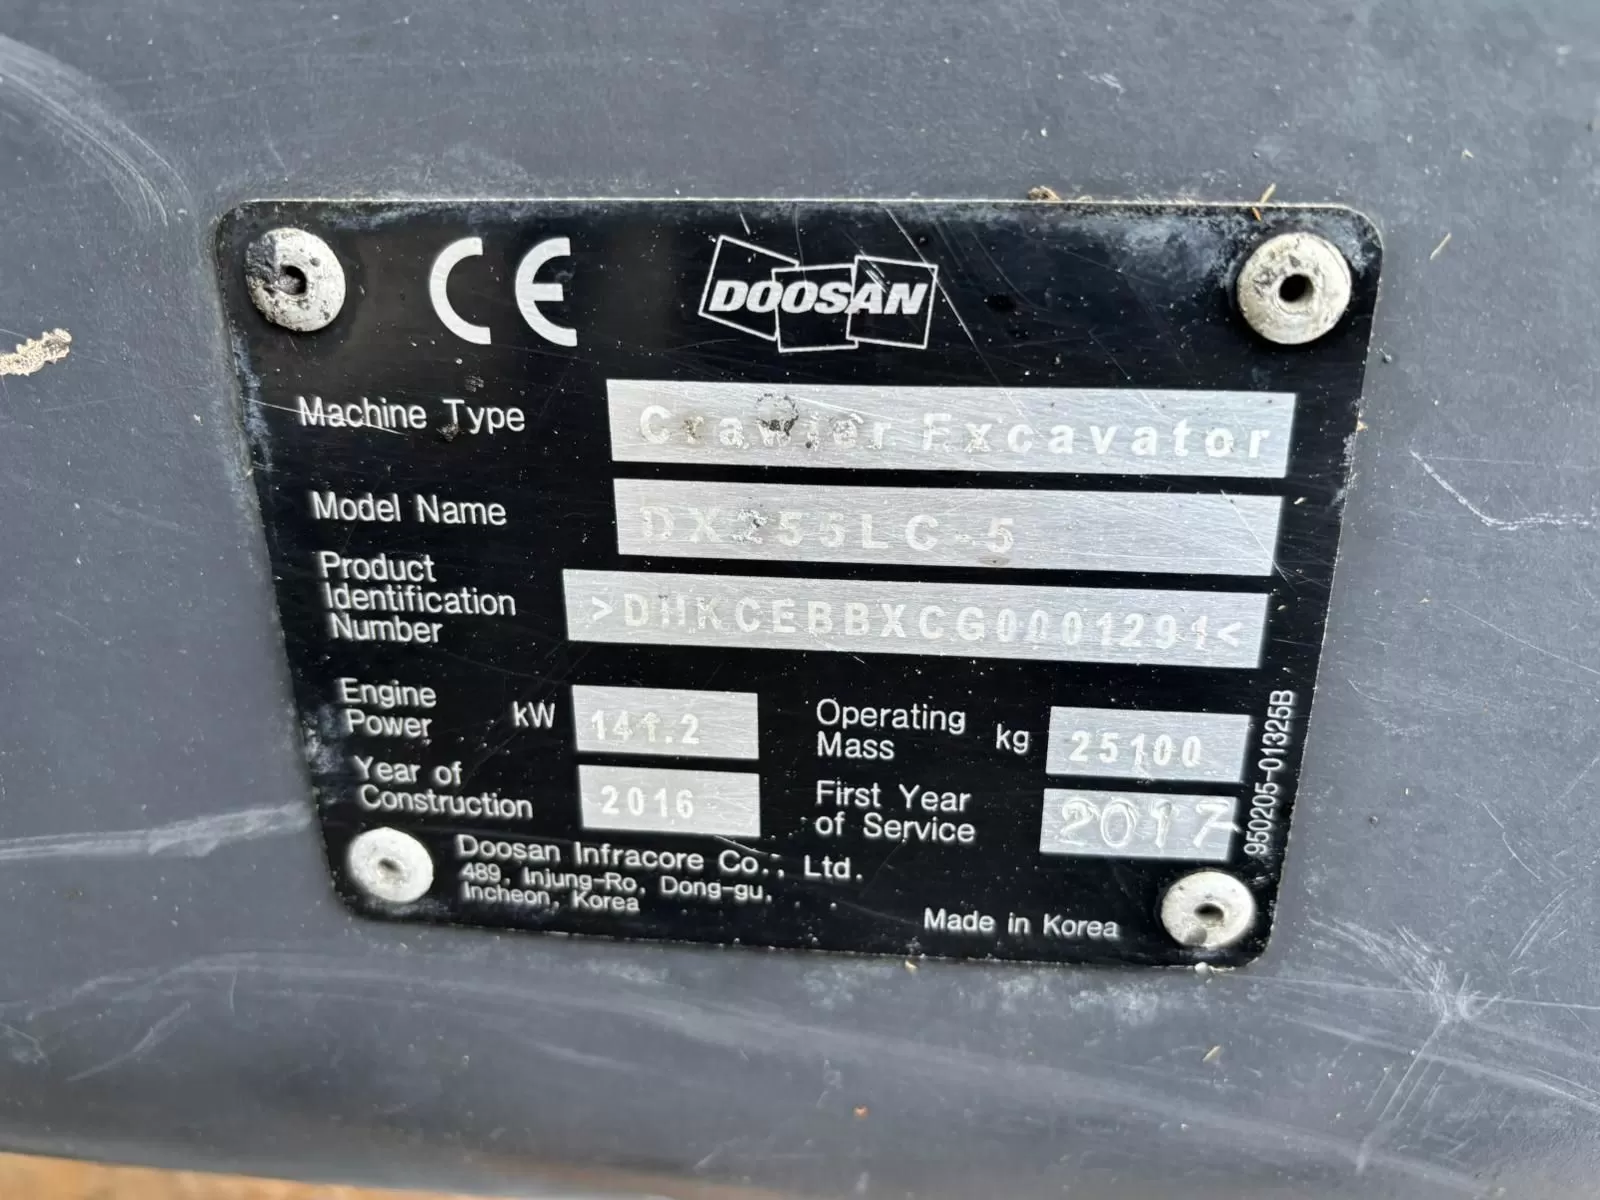 CE DOOSAN
Machine Type Crawler Excavator
Model Name DX255LC-5
Product
Identification
Number >DHKCEBBXCG0001291<
Engine
Power kW 141.2
Operating
Mass kg 25100
Year of
Construction 2016
First Year
of Service 2017
Doosan Infracore Co., Ltd.
489, Injung-Ro, Dong-gu,
Incheon, Korea
Made in Korea
950205-01325B